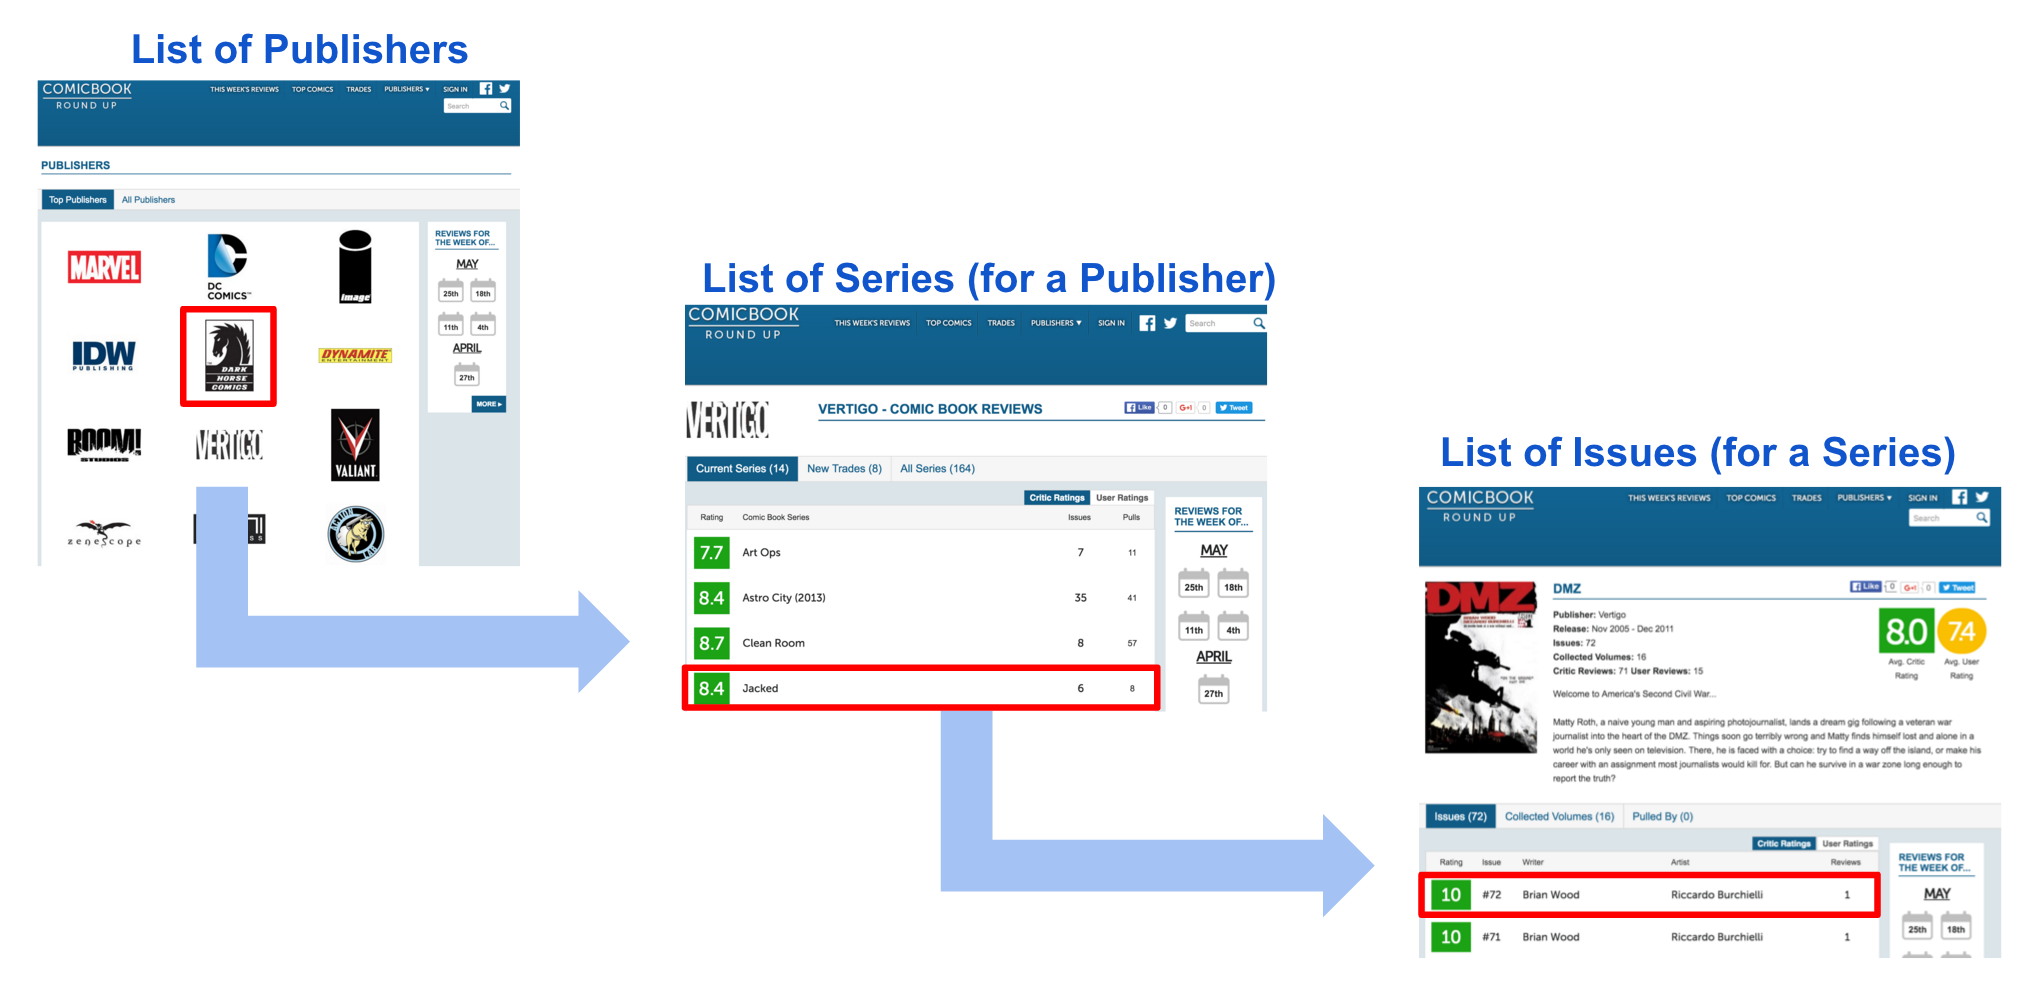 List of Publishers
COMICBOOK
ROUND UP
THIS WEEK'S REVIEWS TOP COMICS TRADES PUBLISHERS ▾ SIGN IN
Search
PUBLISHERS
Top Publishers All Publishers
MARVEL
DC
COMICS™
image
REVIEWS FOR
THE WEEK OF...
MAY
25th 18th
11th 4th
APRIL
27th
MORE ▸
IDW
PUBLISHING
DARK
HORSE
COMICS
DYNAMITE
ENTERTAINMENT
BOOM!
STUDIOS
VERTIGO
VALIANT
zenescope
ACTION
LAB
List of Series (for a Publisher)
COMICBOOK
ROUND UP
THIS WEEK'S REVIEWS TOP COMICS TRADES PUBLISHERS ▾ SIGN IN
Search
VERTIGO
VERTIGO - COMIC BOOK REVIEWS
Like 0 G+1 0 Tweet
Current Series (14) New Trades (8) All Series (164)
Critic Ratings User Ratings
Rating Comic Book Series Issues Pulls
7.7 Art Ops 7 11
8.4 Astro City (2013) 35 41
8.7 Clean Room 8 57
8.4 Jacked 6 8
REVIEWS FOR
THE WEEK OF...
MAY
25th 18th
11th 4th
APRIL
27th
List of Issues (for a Series)
COMICBOOK
ROUND UP
THIS WEEK'S REVIEWS TOP COMICS TRADES PUBLISHERS ▾ SIGN IN
Search
DMZ
DMZ
Like 0 G+1 0 Tweet
Publisher: Vertigo
Release: Nov 2005 - Dec 2011
Issues: 72
Collected Volumes: 16
Critic Reviews: 71 User Reviews: 15
8.0 7.4
Avg. Critic Avg. User
Rating Rating
Welcome to America's Second Civil War...
Matty Roth, a naive young man and aspiring photojournalist, lands a dream gig following a veteran war
journalist into the heart of the DMZ. Things soon go terribly wrong and Matty finds himself lost and alone in a
world he's only seen on television. There, he is faced with a choice: try to find a way off the island, or make his
career with an assignment most journalists would kill for. But can he survive in a war zone long enough to
report the truth?
Issues (72) Collected Volumes (16) Pulled By (0)
Critic Ratings User Ratings
Rating Issue Writer Artist Reviews
10 #72 Brian Wood Riccardo Burchielli 1
10 #71 Brian Wood Riccardo Burchielli 1
REVIEWS FOR
THE WEEK OF...
MAY
25th 18th